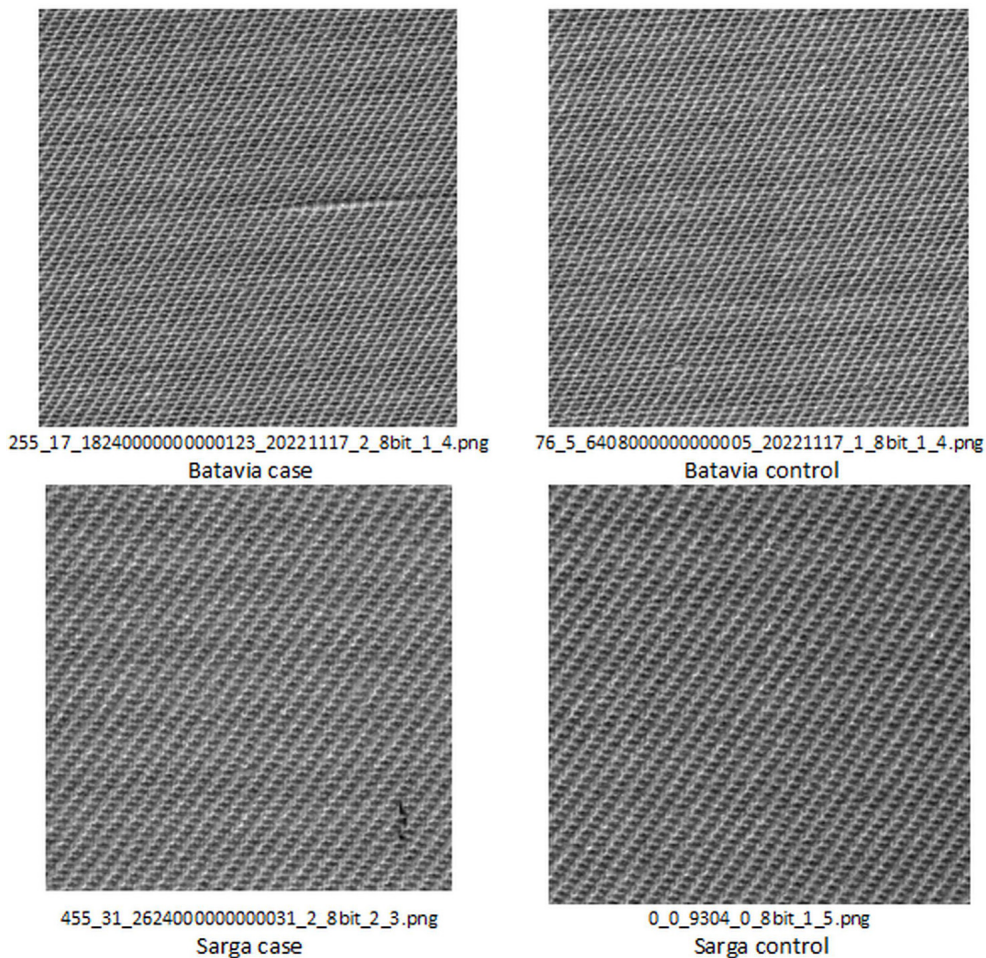 255_17_18240000000000123_20221117_2_8bit_1_4.png
Batavia case
76_5_6408000000000005_20221117_1_8bit_1_4.png
Batavia control
455_31_2624000000000031_2_8bit_2_3.png
Sarga case
0_0_9304_0_8bit_1_5.png
Sarga control